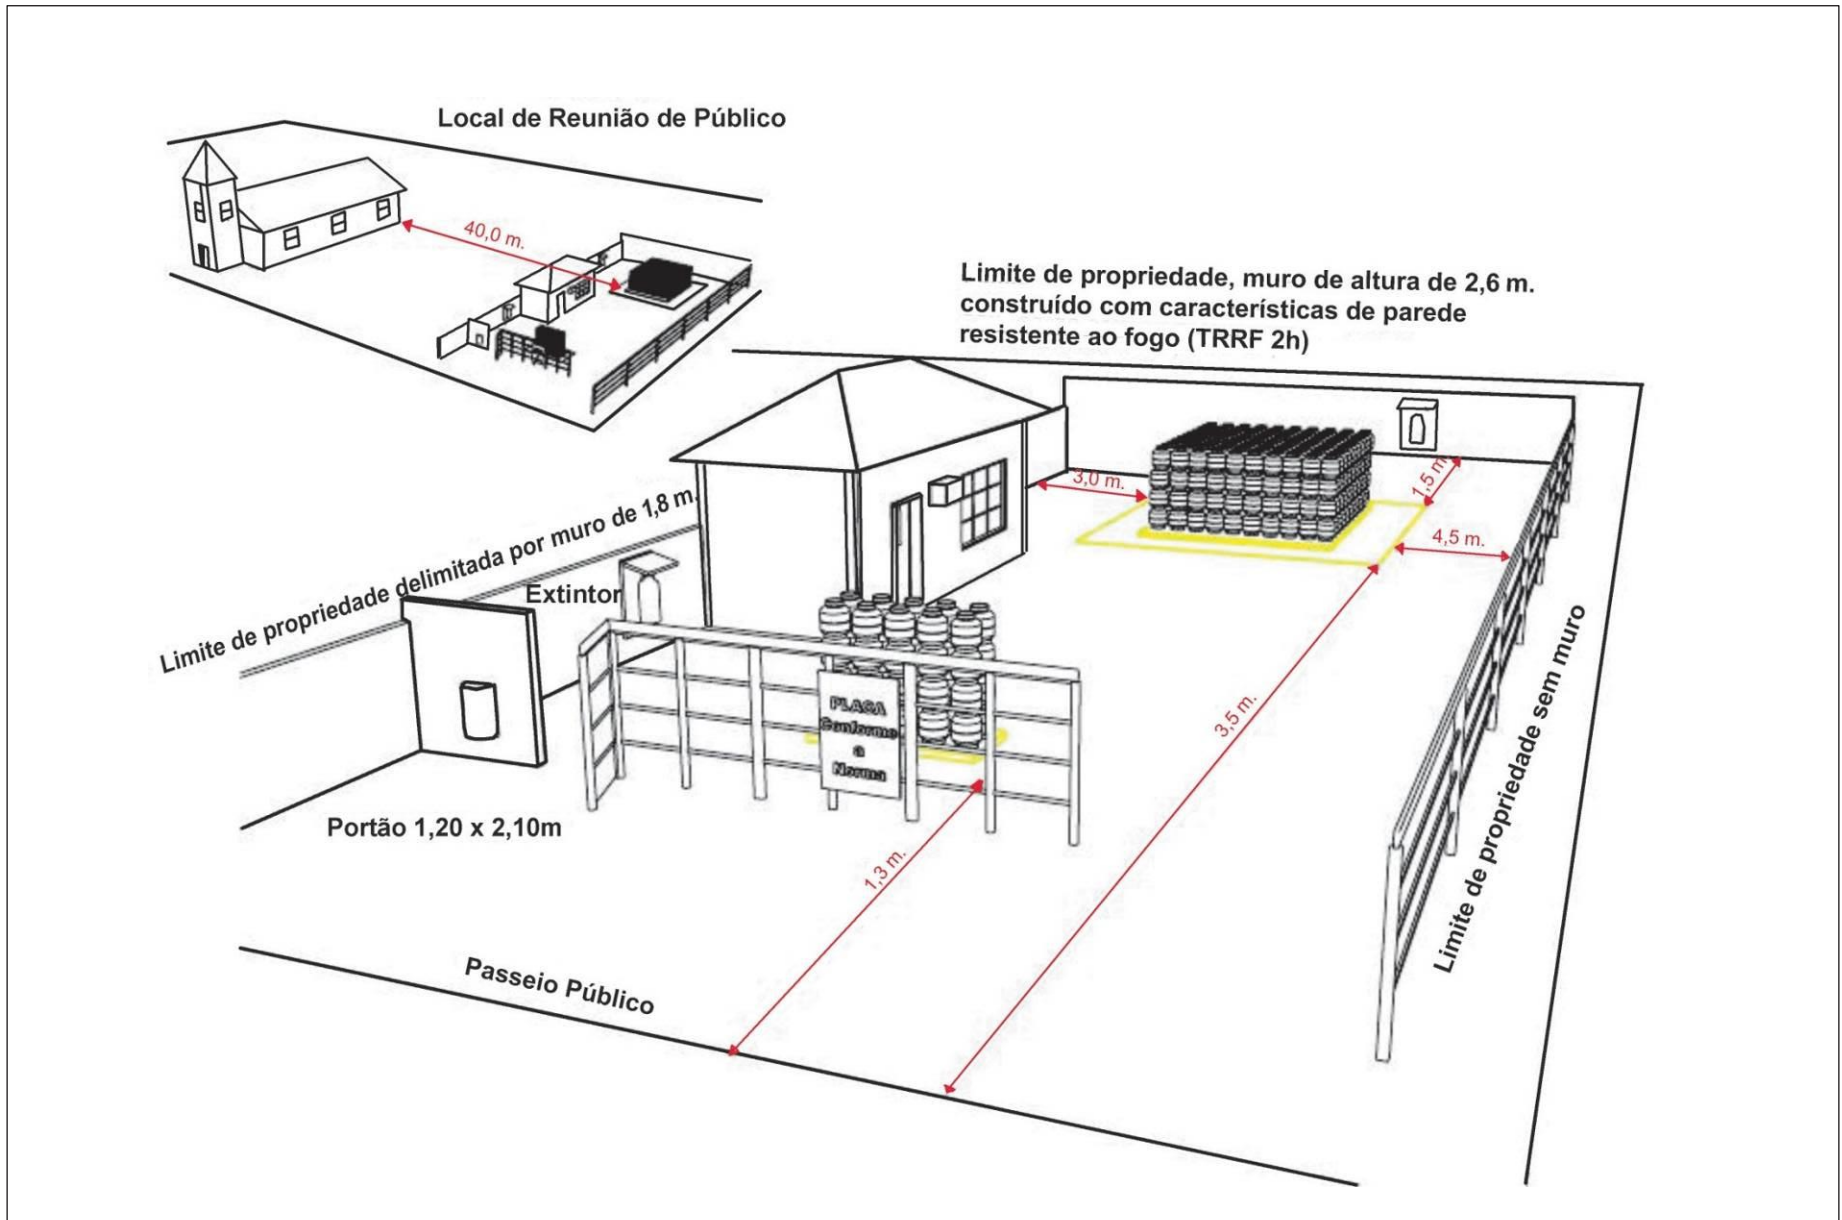 Local de Reunião de Público
40,0 m.
Limite de propriedade, muro de altura de 2,6 m.
construído com características de parede
resistente ao fogo (TRRF 2h)
3,0 m.
1,5 m.
4,5 m.
Limite de propriedade delimitada por muro de 1,8 m.
Extintor
PLACA
Conforme
a
Norma
3,5 m.
Limite de propriedade sem muro
Portão 1,20 x 2,10m
1,3 m.
Passeio Público